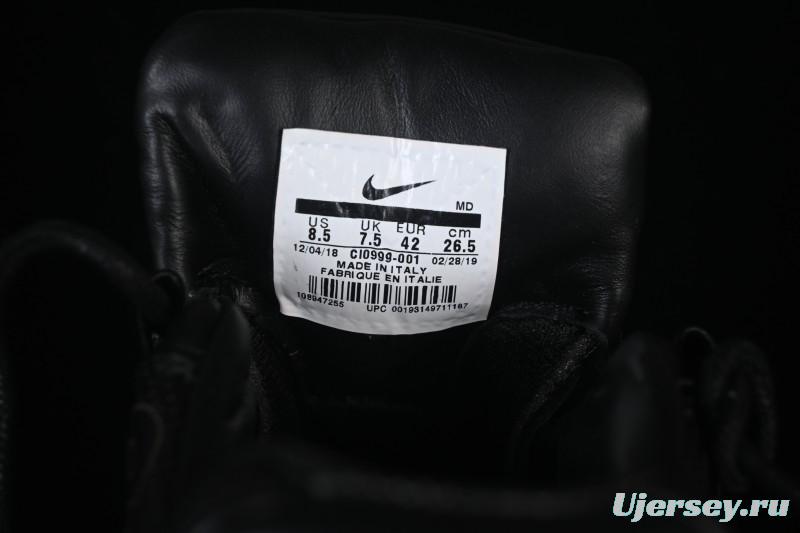 MD
US UK EUR cm
8.5 7.5 42 26.5
12/04/18 CI0999-001 02/28/19
MADE IN ITALY
FABRIQUE EN ITALIE
108947255 UPC 00193149711187
Ujersey.ru